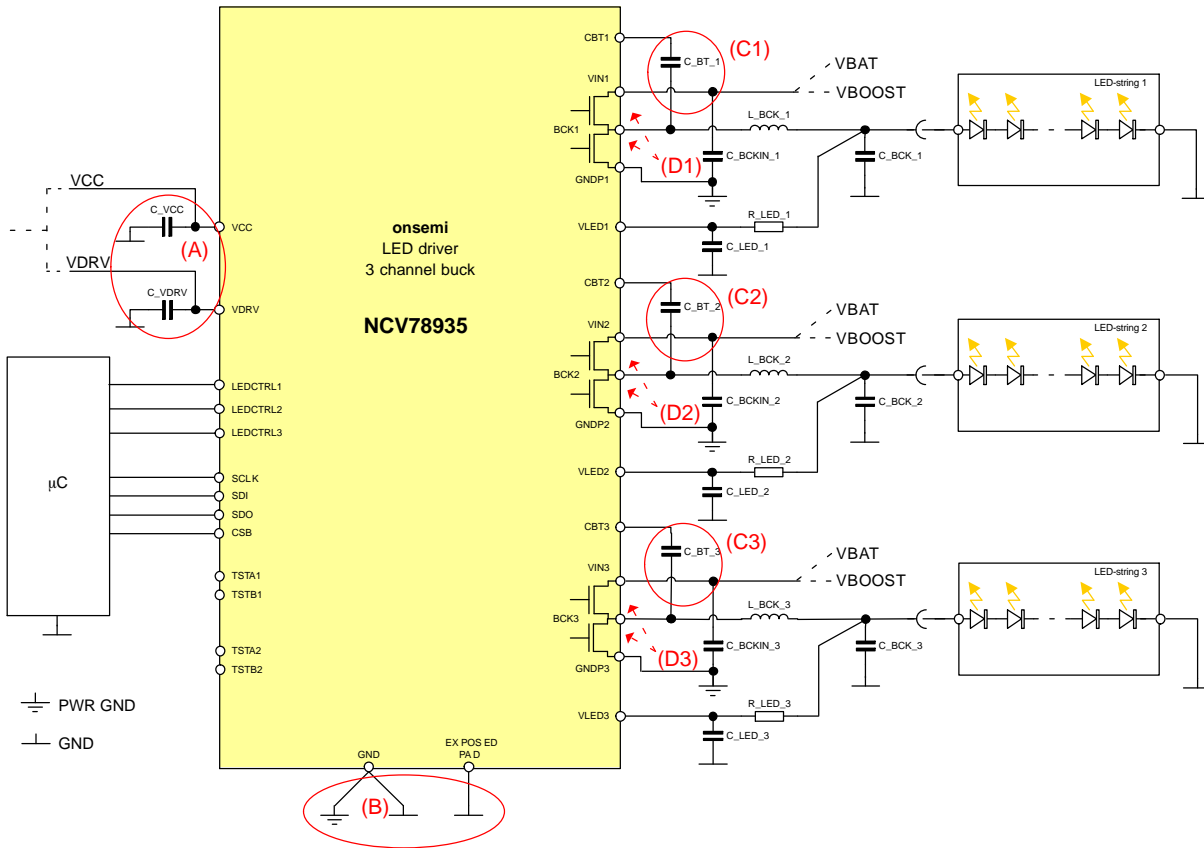 CBT1
C_BT_1
(C1)
VIN1
VBAT
VBOOST
BCK1
L_BCK_1
(D1)
C_BCKIN_1
C_BCK_1
GNDP1
VLED1
R_LED_1
C_LED_1
LED-string 1
VCC
C_VCC
VCC
(A)
VDRV
C_VDRV
VDRV
onsemi
LED driver
3 channel buck
NCV78935
CBT2
C_BT_2
(C2)
VIN2
VBAT
VBOOST
BCK2
L_BCK_2
(D2)
C_BCKIN_2
C_BCK_2
GNDP2
VLED2
R_LED_2
C_LED_2
LED-string 2
µC
LEDCTRL1
LEDCTRL2
LEDCTRL3
SCLK
SDI
SDO
CSB
TSTA1
TSTB1
TSTA2
TSTB2
CBT3
C_BT_3
(C3)
VIN3
VBAT
VBOOST
BCK3
L_BCK_3
(D3)
C_BCKIN_3
C_BCK_3
GNDP3
VLED3
R_LED_3
C_LED_3
LED-string 3
PWR GND
GND
GND
EX POS ED
PA D
(B)